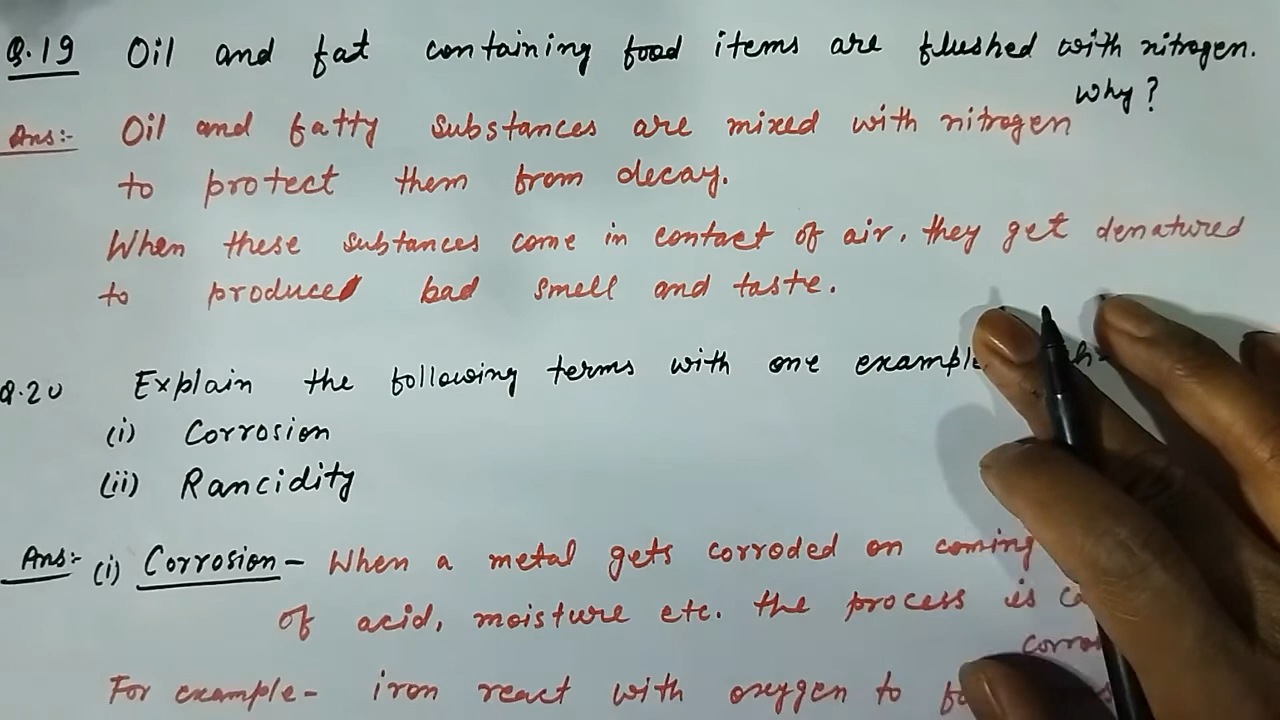 Q.19 Oil and fat containing food items are flushed with nitrogen.
Why?
Ans:- Oil and fatty substances are mixed with nitrogen
to protect them from decay.
When these subtances come in contact of air, they get denatured
to produce bad smell and taste.
Q.20 Explain the following terms with one example
(i) Corrosion
(ii) Rancidity
Ans:- (i) Corrosion - When a metal gets corroded on coming
of acid, moisture etc. the process is
For example - iron react with oxygen to